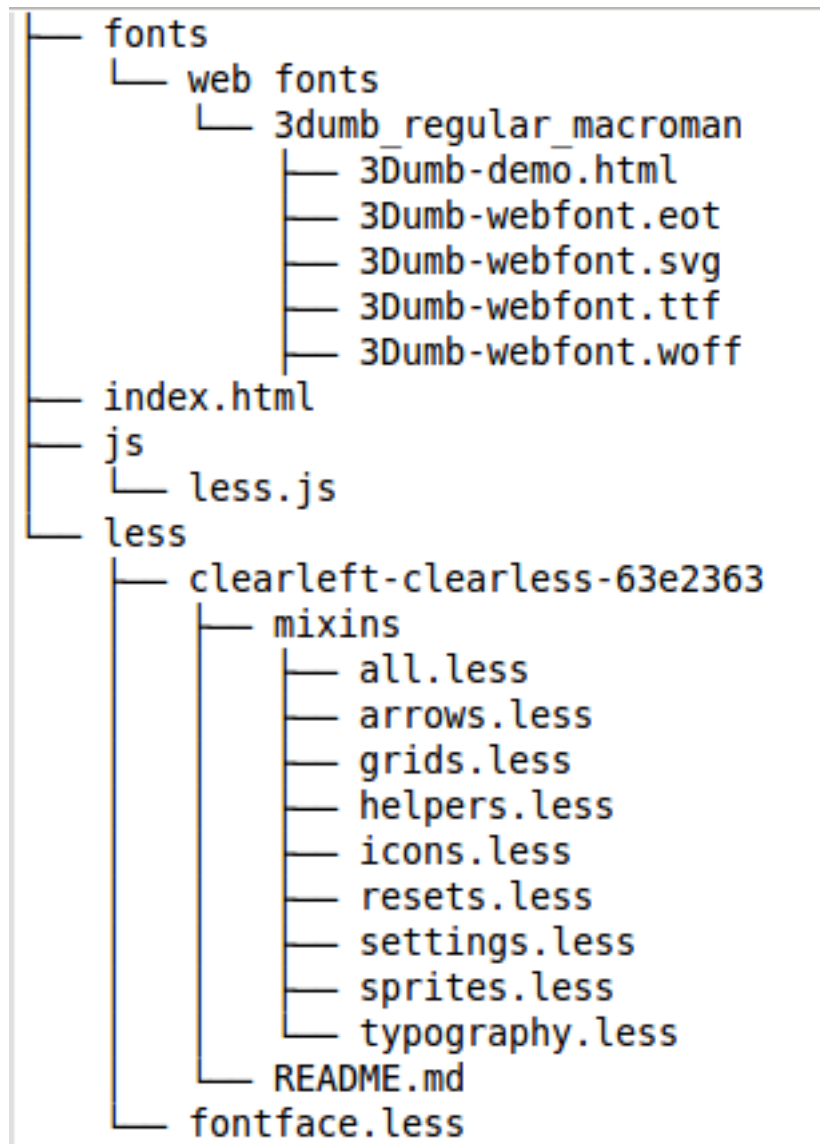 ├── fonts
│   └── web fonts
│       └── 3dumb_regular_macroman
│           ├── 3Dumb-demo.html
│           ├── 3Dumb-webfont.eot
│           ├── 3Dumb-webfont.svg
│           ├── 3Dumb-webfont.ttf
│           ├── 3Dumb-webfont.woff
├── index.html
├── js
│   └── less.js
└── less
    ├── clearleft-clearless-63e2363
    │   ├── mixins
    │   │   ├── all.less
    │   │   ├── arrows.less
    │   │   ├── grids.less
    │   │   ├── helpers.less
    │   │   ├── icons.less
    │   │   ├── resets.less
    │   │   ├── settings.less
    │   │   ├── sprites.less
    │   │   └── typography.less
    │   └── README.md
    └── fontface.less